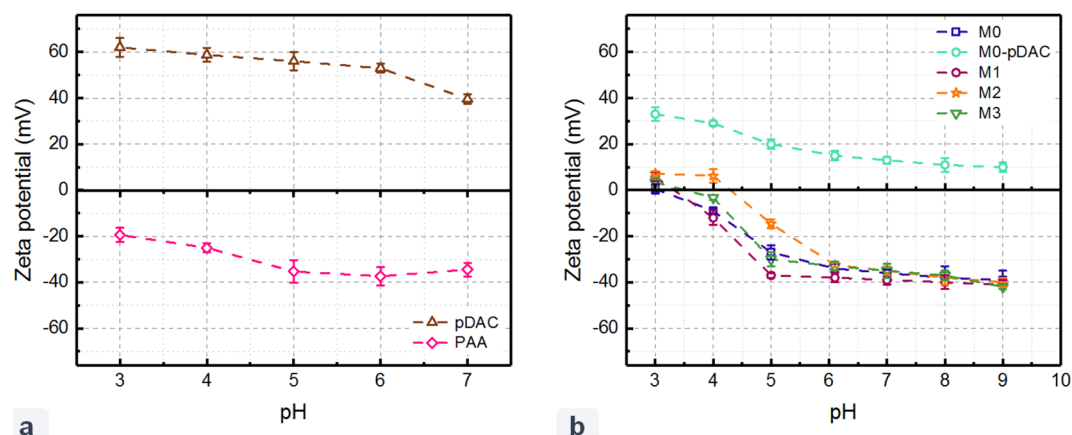 60
40
20
0
-20
-40
-60
Zeta potential (mV)
pDAC
PAA
3 4 5 6 7
pH
a
60
40
20
0
-20
-40
-60
Zeta potential (mV)
M0
M0-pDAC
M1
M2
M3
3 4 5 6 7 8 9 10
pH
b